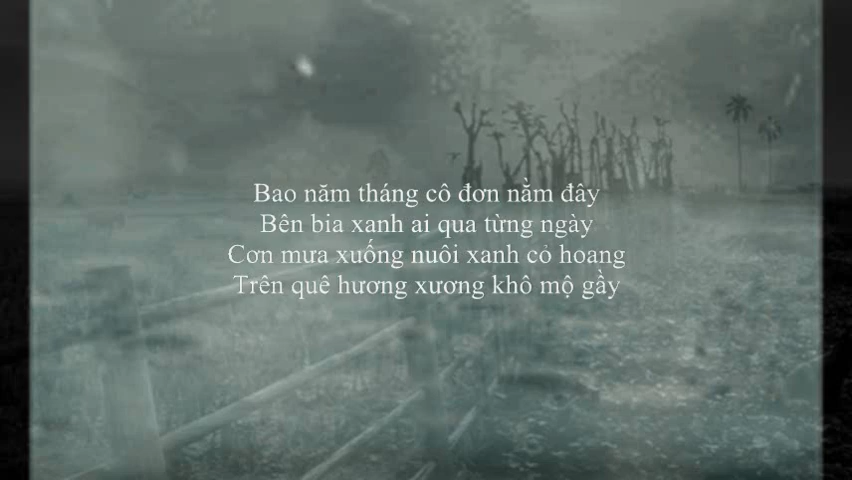 Bao năm tháng cô đơn nằm đây
Bên bia xanh ai qua từng ngày
Cơn mưa xuống nuôi xanh cỏ hoang
Trên quê hương xương khô mộ gầy